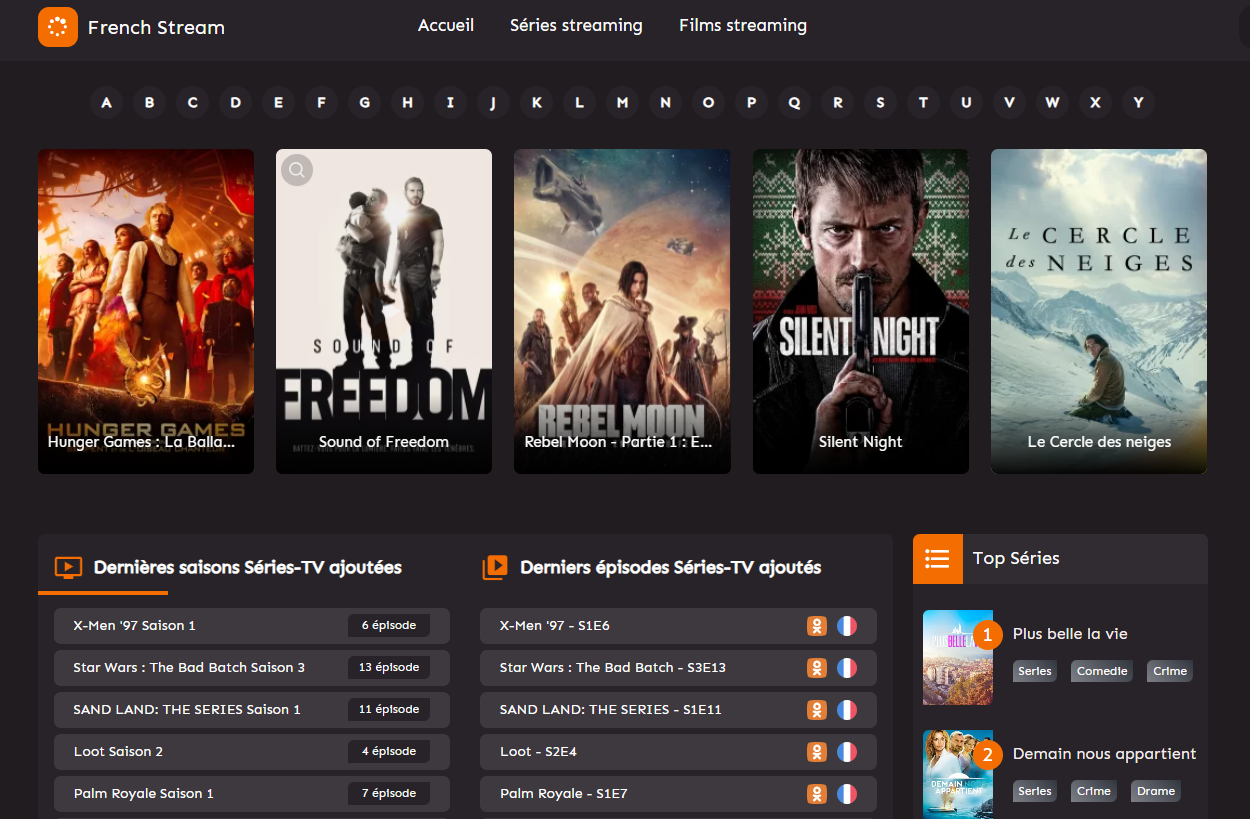 French Stream
Accueil Séries streaming Films streaming
A B C D E F G H I J K L M N O P Q R S T U V W X Y
HUNGER GAMES
Hunger Games : La Balla...
SOUND OF
FREEDOM
Sound of Freedom
REBEL MOON
Rebel Moon - Partie 1 : E...
SILENT NIGHT
Silent Night
Le CERCLE
des NEIGES
Le Cercle des neiges
Dernières saisons Séries-TV ajoutées
X-Men '97 Saison 1 6 épisode
Star Wars : The Bad Batch Saison 3 13 épisode
SAND LAND: THE SERIES Saison 1 11 épisode
Loot Saison 2 4 épisode
Palm Royale Saison 1 7 épisode
Derniers épisodes Séries-TV ajoutés
X-Men '97 - S1E6
Star Wars : The Bad Batch - S3E13
SAND LAND: THE SERIES - S1E11
Loot - S2E4
Palm Royale - S1E7
Top Séries
1
Plus belle la vie
Series Comedie Crime
2
Demain nous appartient
Series Crime Drame
DEMAIN NOUS
APPARTIENT